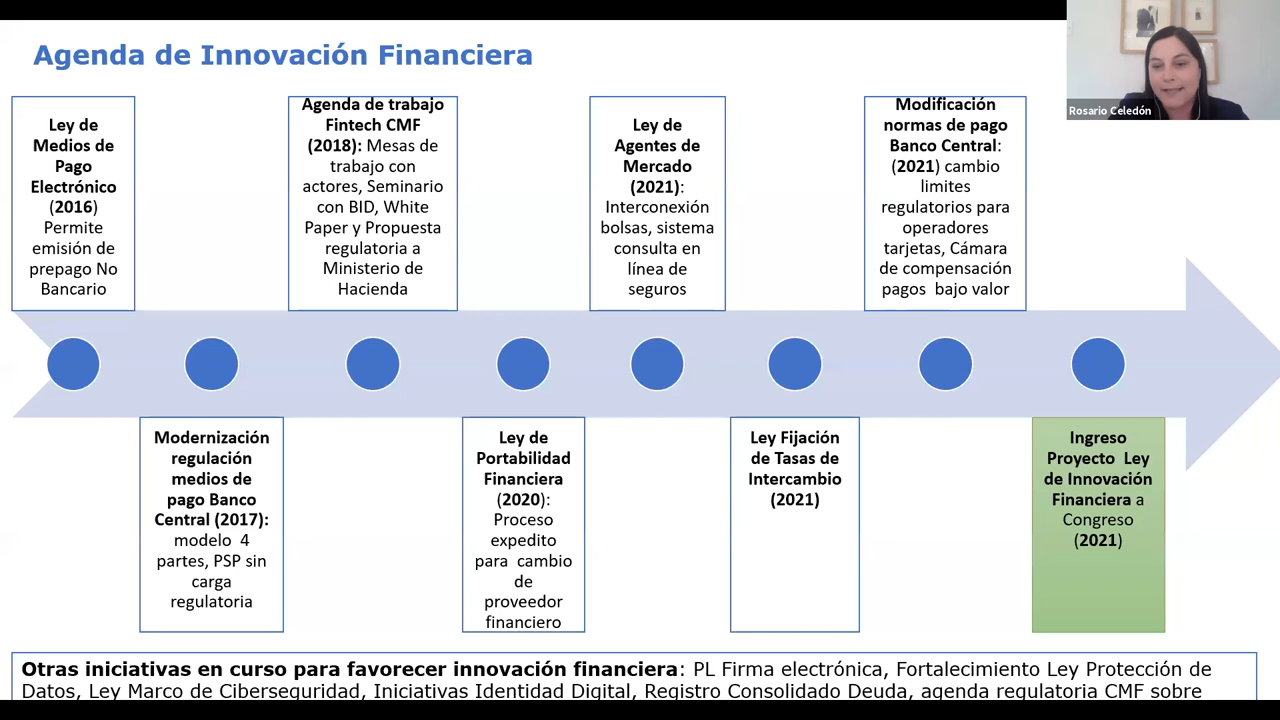 Agenda de Innovación Financiera
Rosario Celedón
Ley de
Medios de
Pago
Electrónico
(2016)
Permite
emisión de
prepago No
Bancario
Modernización
regulación
medios de
pago Banco
Central (2017):
modelo 4
partes, PSP sin
carga
regulatoria
Agenda de trabajo
Fintech CMF
(2018): Mesas de
trabajo con
actores, Seminario
con BID, White
Paper y Propuesta
regulatoria a
Ministerio de
Hacienda
Ley de
Portabilidad
Financiera
(2020):
Proceso
expedito
para cambio
de
proveedor
financiero
Ley de
Agentes de
Mercado
(2021):
Interconexión
bolsas, sistema
consulta en
línea de
seguros
Ley Fijación
de Tasas de
Intercambio
(2021)
Modificación
normas de pago
Banco Central:
(2021) cambio
limites
regulatorios para
operadores
tarjetas, Cámara
de compensación
pagos bajo valor
Ingreso
Proyecto Ley
de Innovación
Financiera a
Congreso
(2021)
Otras iniciativas en curso para favorecer innovación financiera: PL Firma electrónica, Fortalecimiento Ley Protección de
Datos, Ley Marco de Ciberseguridad, Iniciativas Identidad Digital, Registro Consolidado Deuda, agenda regulatoria CMF sobre